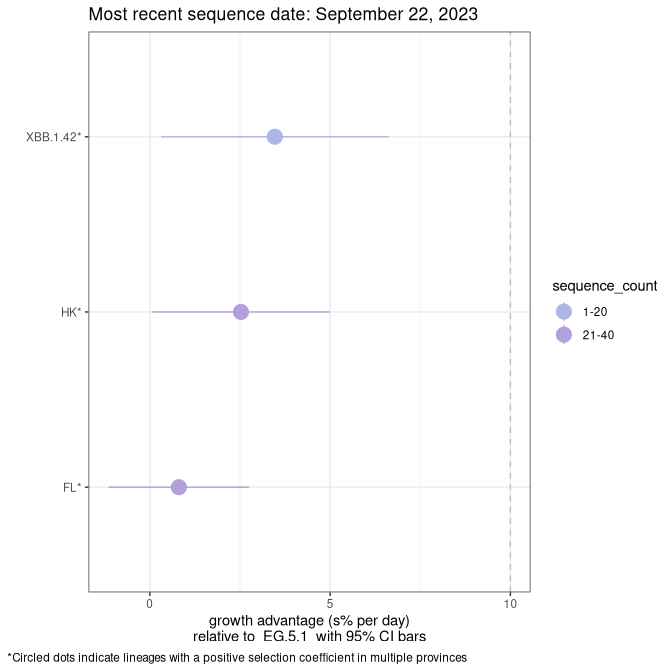 Most recent sequence date: September 22, 2023
XBB.1.42*
HK*
FL*
sequence_count
1-20
21-40
0 5 10
growth advantage (s% per day)
relative to  EG.5.1  with 95% CI bars
*Circled dots indicate lineages with a positive selection coefficient in multiple provinces